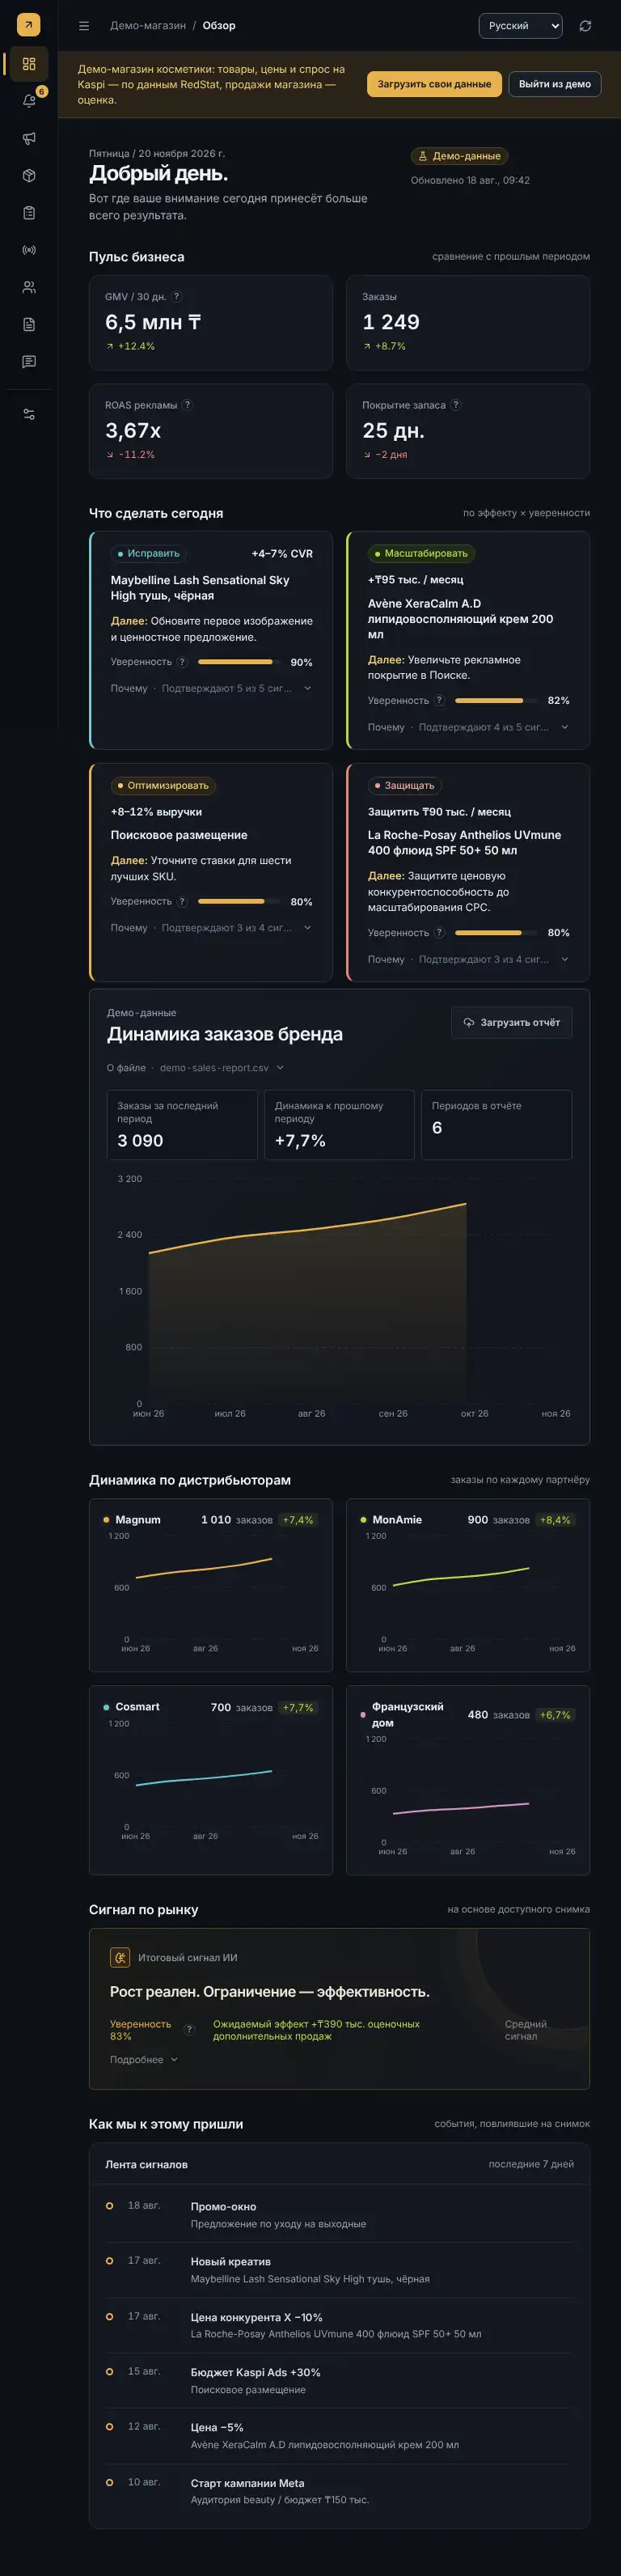 Демо-магазин / Обзор
Русский
6
Демо-магазин косметики: товары, цены и спрос на
Kaspi — по данным RedStat, продажи магазина —
оценка.
Загрузить свои данные
Выйти из демо
Пятница / 20 ноября 2026 г.
Добрый день.
Вот где ваше внимание сегодня принесёт больше
всего результата.
Демо-данные
Обновлено 18 авг., 09:42
Пульс бизнеса
сравнение с прошлым периодом
GMV / 30 дн. ?
6,5 млн ₸
+12.4%
Заказы
1 249
+8.7%
ROAS рекламы ?
3,67x
−11.2%
Покрытие запаса ?
25 дн.
−2 дня
Что сделать сегодня
по эффекту × уверенности
Исправить
+4–7% CVR
Maybelline Lash Sensational Sky
High тушь, чёрная
Далее: Обновите первое изображение
и ценностное предложение.
Уверенность ? 90%
Почему · Подтверждают 5 из 5 сиг...
Масштабировать
+₸95 тыс. / месяц
Avène XeraCalm A.D
липидовосполняющий крем 200
мл
Далее: Увеличьте рекламное
покрытие в Поиске.
Уверенность ? 82%
Почему · Подтверждают 4 из 5 сиг...
Оптимизировать
+8–12% выручки
Поисковое размещение
Далее: Уточните ставки для шести
лучших SKU.
Уверенность ? 80%
Почему · Подтверждают 3 из 4 сиг...
Защищать
Защитить ₸90 тыс. / месяц
La Roche-Posay Anthelios UVmune
400 флюид SPF 50+ 50 мл
Далее: Защитите ценовую
конкурентоспособность до
масштабирования CPC.
Уверенность ? 80%
Почему · Подтверждают 3 из 4 сиг...
Демо-данные
Динамика заказов бренда
Загрузить отчёт
О файле · demo-sales-report.csv
Заказы за последний
период
3 090
Динамика к прошлому
периоду
+7,7%
Периодов в отчёте
6
3 200
2 400
1 600
800
0
июн 26 июл 26 авг 26 сен 26 окт 26 ноя 26
Динамика по дистрибьюторам
заказы по каждому партнёру
Magnum
1 010 заказов +7,4%
1 200
600
0
июн 26 авг 26 ноя 26
MonAmie
900 заказов +8,4%
1 200
600
0
июн 26 авг 26 ноя 26
Cosmart
700 заказов +7,7%
1 200
600
0
июн 26 авг 26 ноя 26
Французский
дом
480 заказов +6,7%
1 200
600
0
июн 26 авг 26 ноя 26
Сигнал по рынку
на основе доступного снимка
Итоговый сигнал ИИ
Рост реален. Ограничение — эффективность.
Уверенность
83%
?
Ожидаемый эффект +₸390 тыс. оценочных
дополнительных продаж
Средний
сигнал
Подробнее
Как мы к этому пришли
события, повлиявшие на снимок
Лента сигналов
последние 7 дней
18 авг.
Промо-окно
Предложение по уходу на выходные
17 авг.
Новый креатив
Maybelline Lash Sensational Sky High тушь, чёрная
17 авг.
Цена конкурента X −10%
La Roche-Posay Anthelios UVmune 400 флюид SPF 50+ 50 мл
15 авг.
Бюджет Kaspi Ads +30%
Поисковое размещение
12 авг.
Цена −5%
Avène XeraCalm A.D липидовосполняющий крем 200 мл
10 авг.
Старт кампании Meta
Аудитория beauty / бюджет ₸150 тыс.